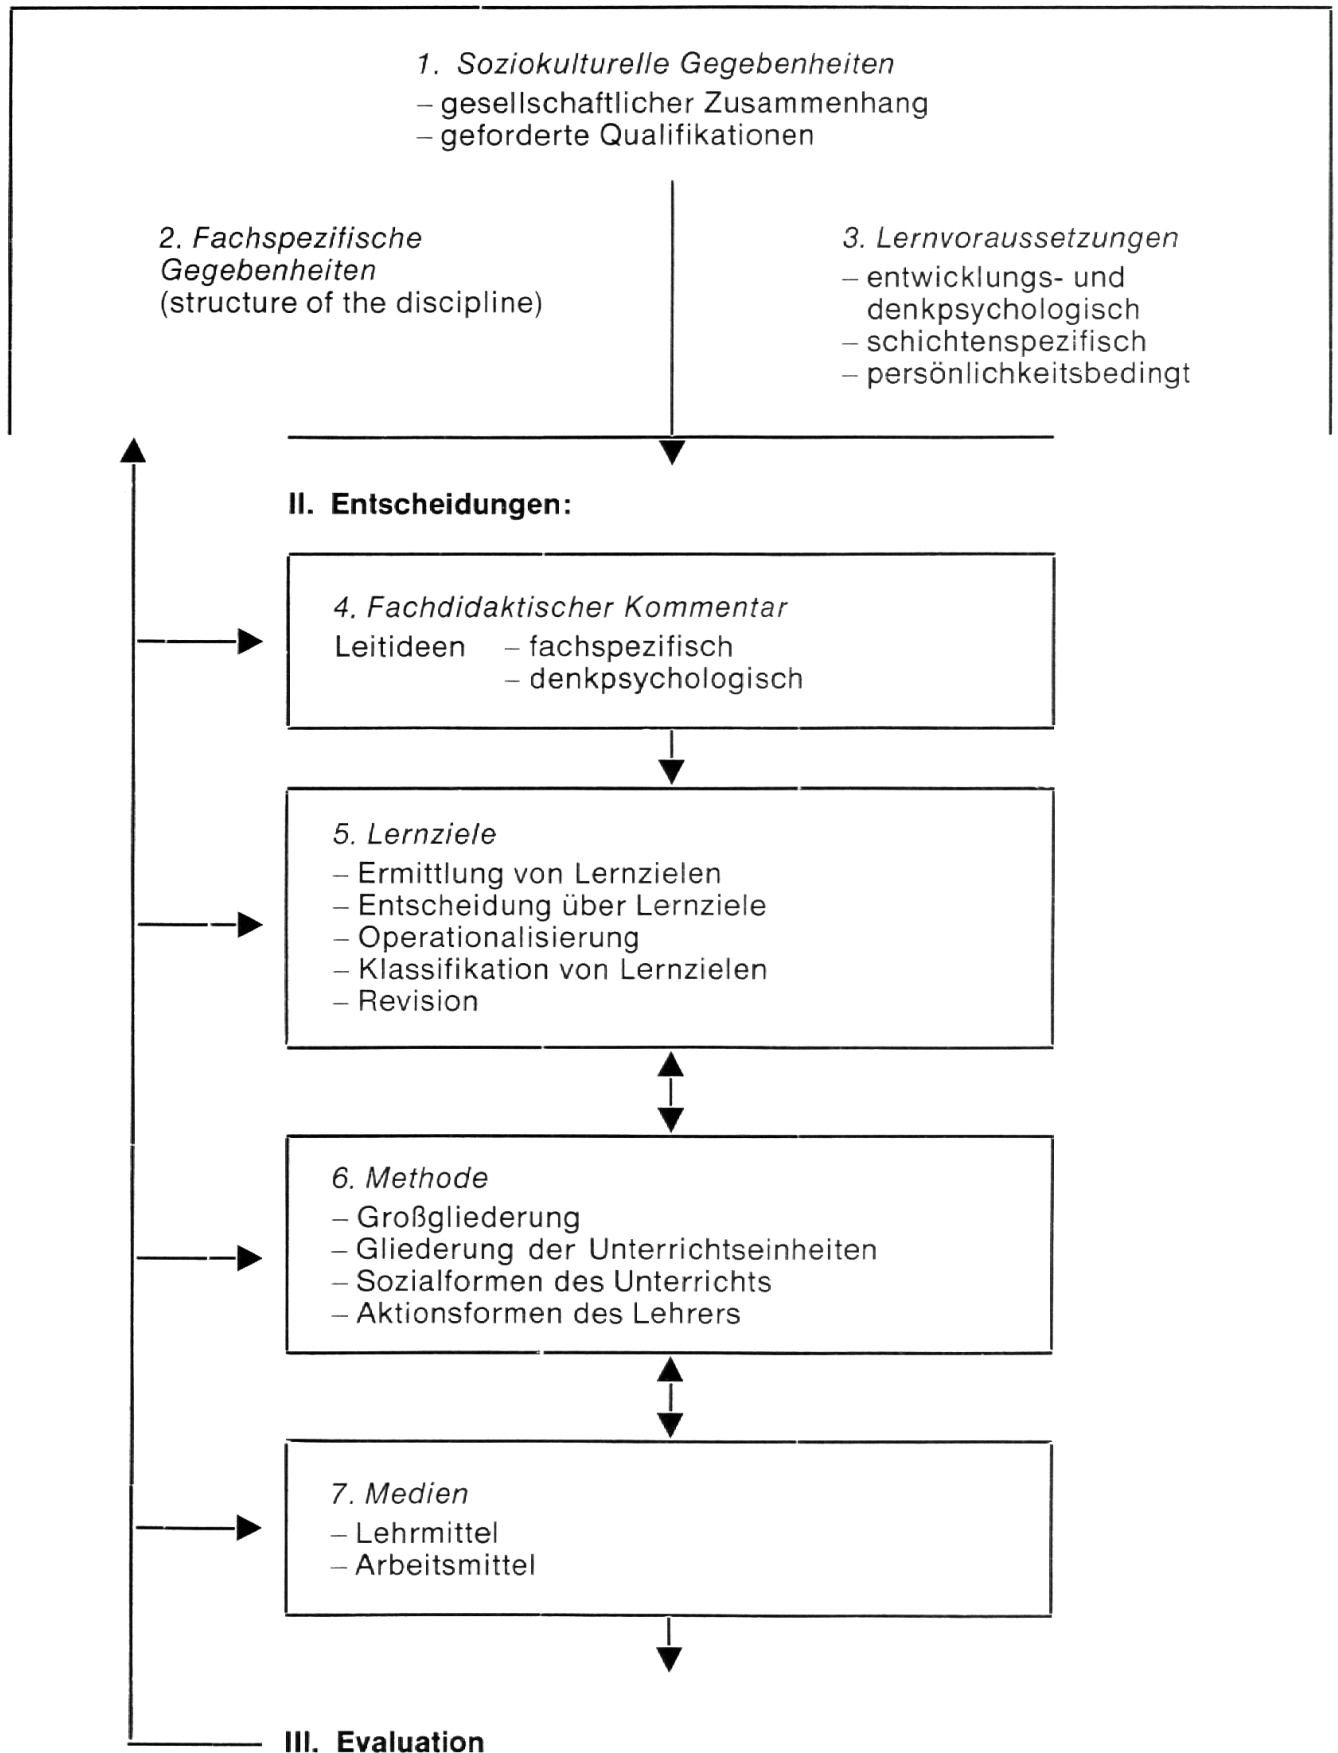 1. Soziokulturelle Gegebenheiten
– gesellschaftlicher Zusammenhang
– geforderte Qualifikationen
2. Fachspezifische
Gegebenheiten
(structure of the discipline)
3. Lernvoraussetzungen
– entwicklungs- und
denkpsychologisch
– schichtenspezifisch
– persönlichkeitsbedingt
II. Entscheidungen:
4. Fachdidaktischer Kommentar
Leitideen – fachspezifisch
– denkpsychologisch
5. Lernziele
– Ermittlung von Lernzielen
– Entscheidung über Lernziele
– Operationalisierung
– Klassifikation von Lernzielen
– Revision
6. Methode
– Großgliederung
– Gliederung der Unterrichtseinheiten
– Sozialformen des Unterrichts
– Aktionsformen des Lehrers
7. Medien
– Lehrmittel
– Arbeitsmittel
III. Evaluation